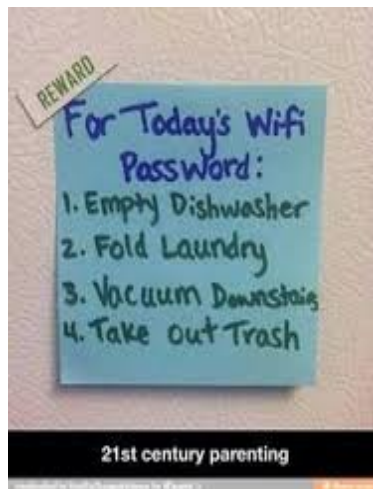 REWARD
For Today's Wifi
Password:
1. Empty Dishwasher
2. Fold Laundry
3. Vacuum Downstairs
4. Take out Trash
21st century parenting